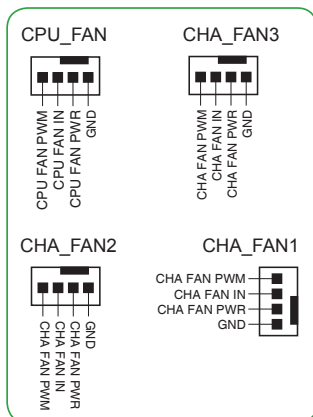 CPU_FAN
CPU FAN PWM
CPU FAN IN
CPU FAN PWR
GND
CHA_FAN3
CHA FAN PWM
CHA FAN IN
CHA FAN PWR
GND
CHA_FAN2
CHA FAN PWM
CHA FAN IN
CHA FAN PWR
GND
CHA_FAN1
CHA FAN PWM
CHA FAN IN
CHA FAN PWR
GND